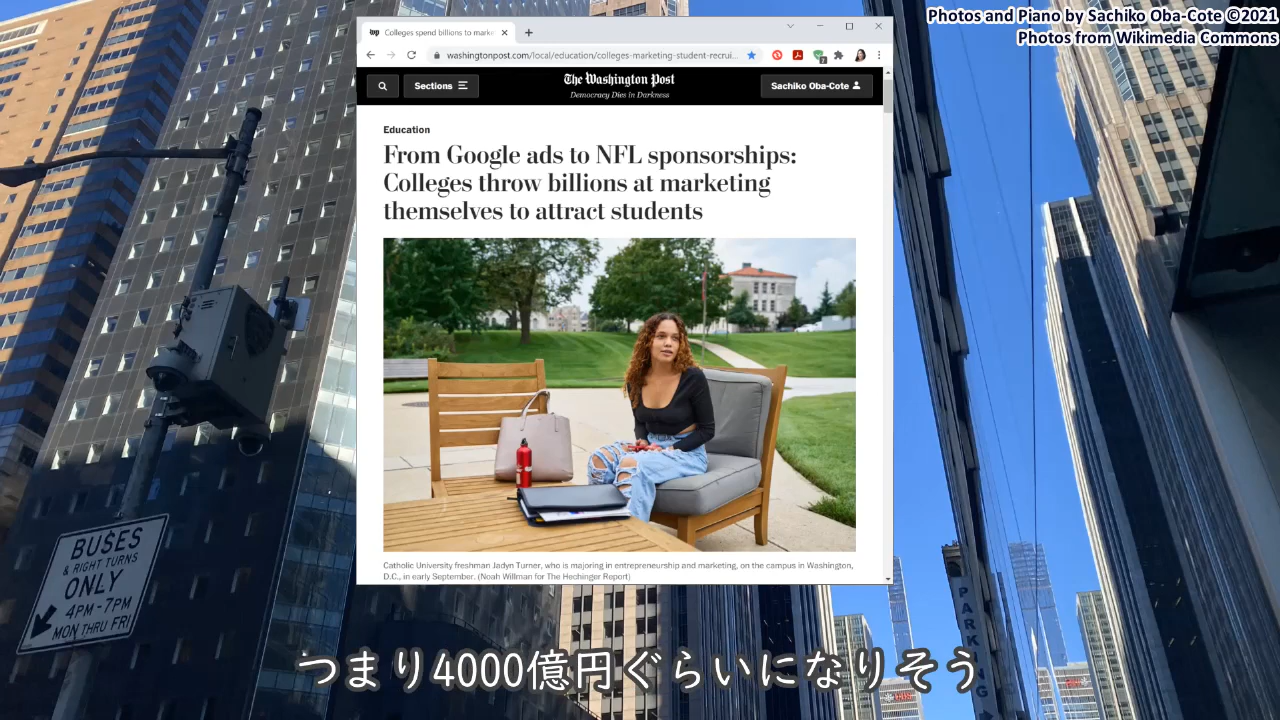 Photos and Piano by Sachiko Oba-Cote ©2021
Photos from Wikimedia Commons
Colleges spend billions to marke
washingtonpost.com/local/education/colleges-marketing-student-recrui...
Sections
The Washington Post
Democracy Dies in Darkness
Sachiko Oba-Cote
Education
From Google ads to NFL sponsorships:
Colleges throw billions at marketing
themselves to attract students
Catholic University freshman Jadyn Turner, who is majoring in entrepreneurship and marketing, on the campus in Washington,
D.C., in early September. (Noah Willman for The Hechinger Report)
BUSES
& RIGHT TURNS
ONLY
4PM-7PM
MON THRU FRI
PARKING
つまり4000億円ぐらいになりそう